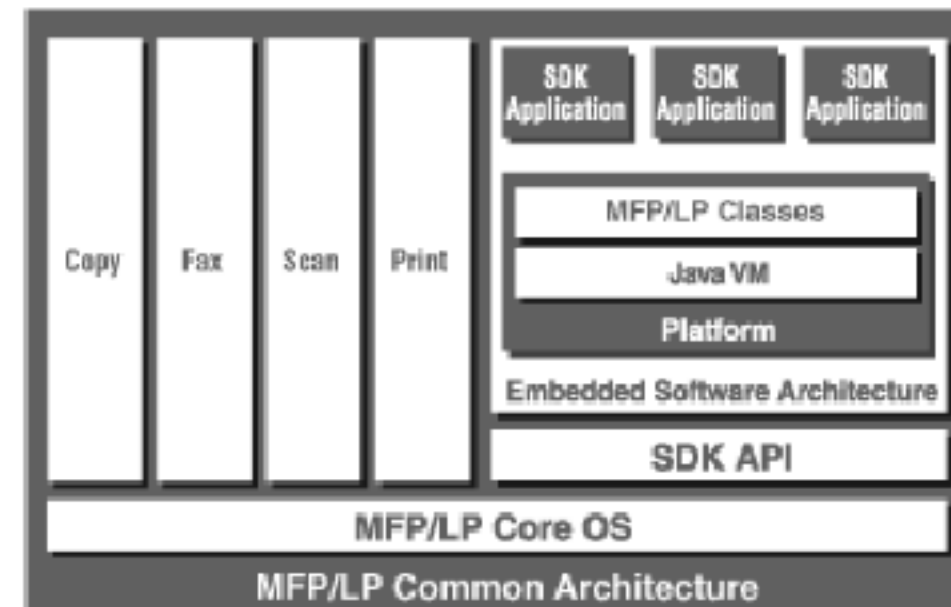 SDK
Application
SDK
Application
SDK
Application
MFP/LP Classes
Java VM
Platform
Embedded Software Architecture
Copy
Fax
Scan
Print
SDK API
MFP/LP Core OS
MFP/LP Common Architecture